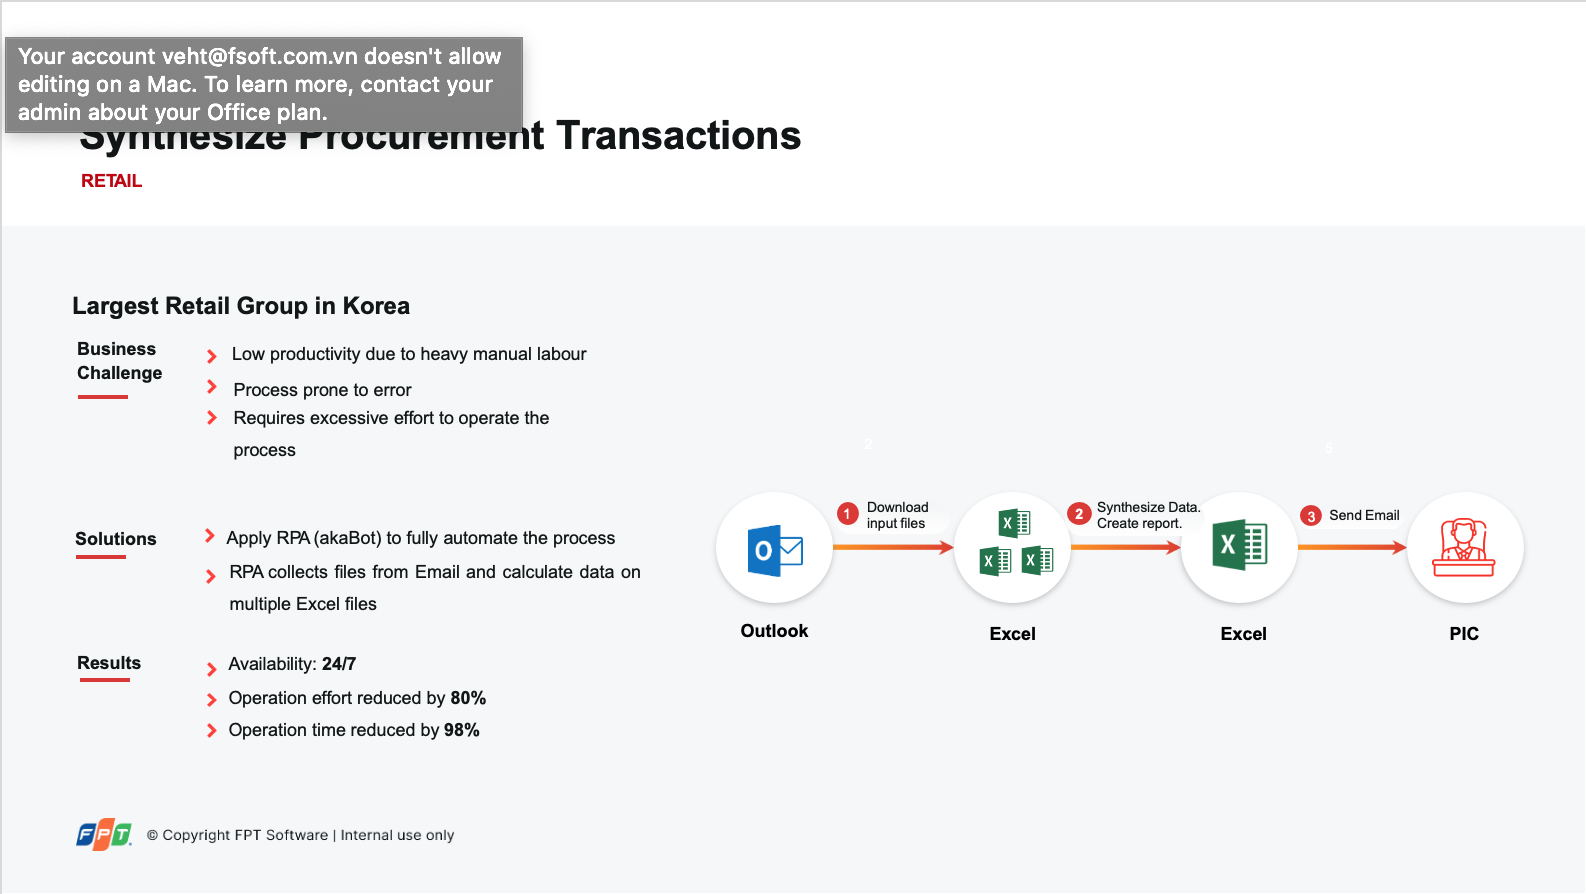 Your account veht@fsoft.com.vn doesn't allow
editing on a Mac. To learn more, contact your
admin about your Office plan.
Synthesize Procurement Transactions
RETAIL
Largest Retail Group in Korea
Business
Challenge
Low productivity due to heavy manual labour
Process prone to error
Requires excessive effort to operate the
process
Solutions
Apply RPA (akaBot) to fully automate the process
RPA collects files from Email and calculate data on
multiple Excel files
Results
Availability: 24/7
Operation effort reduced by 80%
Operation time reduced by 98%
2
5
1 Download
input files
2 Synthesize Data.
Create report.
3 Send Email
Outlook
Excel
Excel
PIC
FPT © Copyright FPT Software | Internal use only